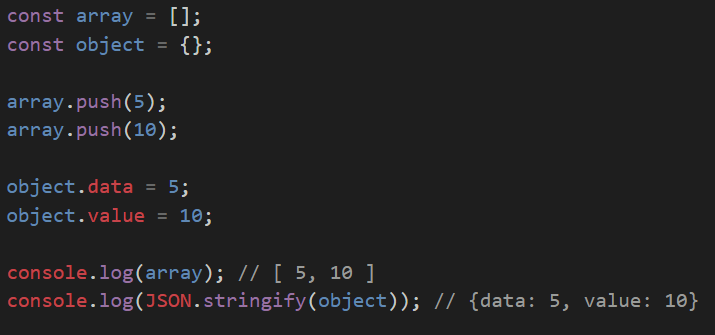 const array = [];
const object = {};
array.push(5);
array.push(10);
object.data = 5;
object.value = 10;
console.log(array); // [ 5, 10 ]
console.log(JSON.stringify(object)); // {data: 5, value: 10}